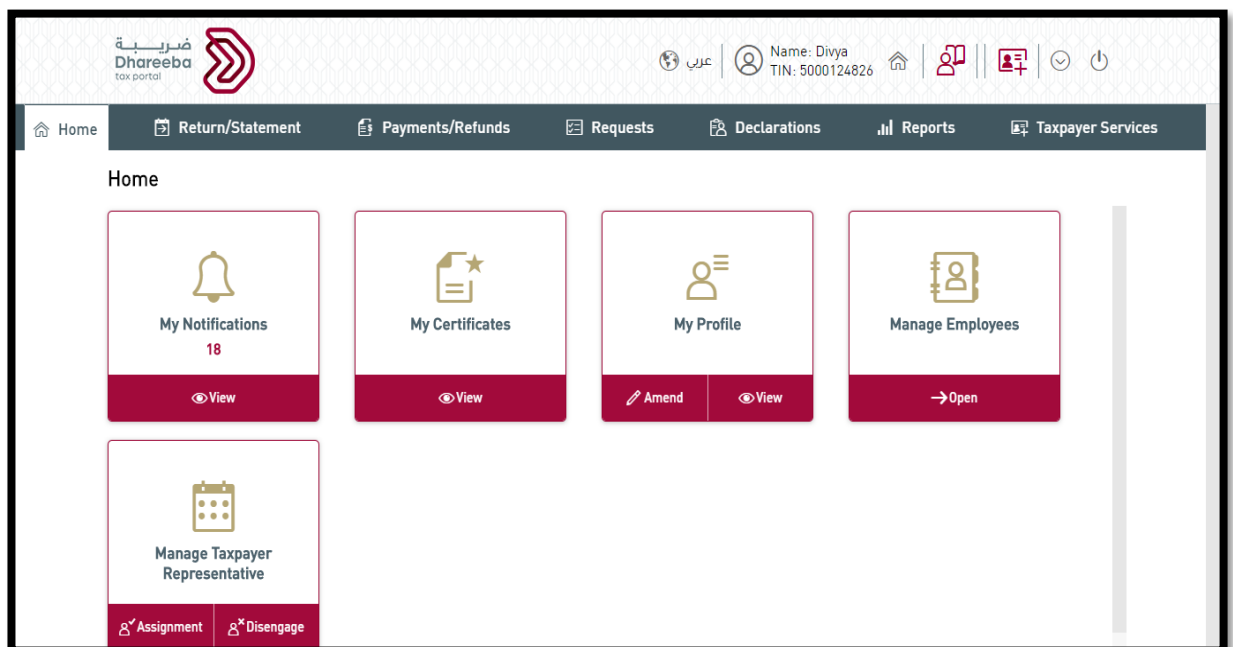 ضريـــبـــة
Dhareeba
tax portal
عربي
Name: Divya
TIN: 5000124826
Home
Return/Statement
Payments/Refunds
Requests
Declarations
Reports
Taxpayer Services
Home
My Notifications
18
View
My Certificates
View
My Profile
Amend
View
Manage Employees
Open
Manage Taxpayer
Representative
Assignment
Disengage